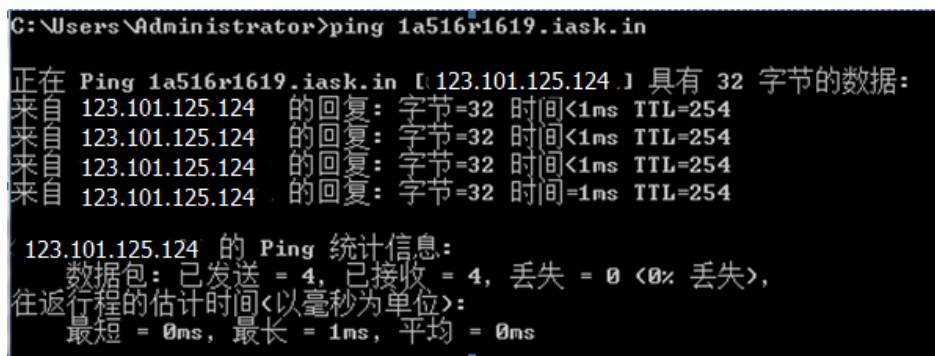 C:\Users\Administrator>ping 1a516r1619.iask.in
正在 Ping 1a516r1619.iask.in [ 123.101.125.124 ] 具有 32 字节的数据:
来自 123.101.125.124 的回复: 字节=32 时间<1ms TTL=254
来自 123.101.125.124 的回复: 字节=32 时间<1ms TTL=254
来自 123.101.125.124 的回复: 字节=32 时间<1ms TTL=254
来自 123.101.125.124 的回复: 字节=32 时间=1ms TTL=254
123.101.125.124 的 Ping 统计信息:
数据包: 已发送 = 4, 已接收 = 4, 丢失 = 0 (0% 丢失),
往返行程的估计时间(以毫秒为单位):
最短 = 0ms, 最长 = 1ms, 平均 = 0ms